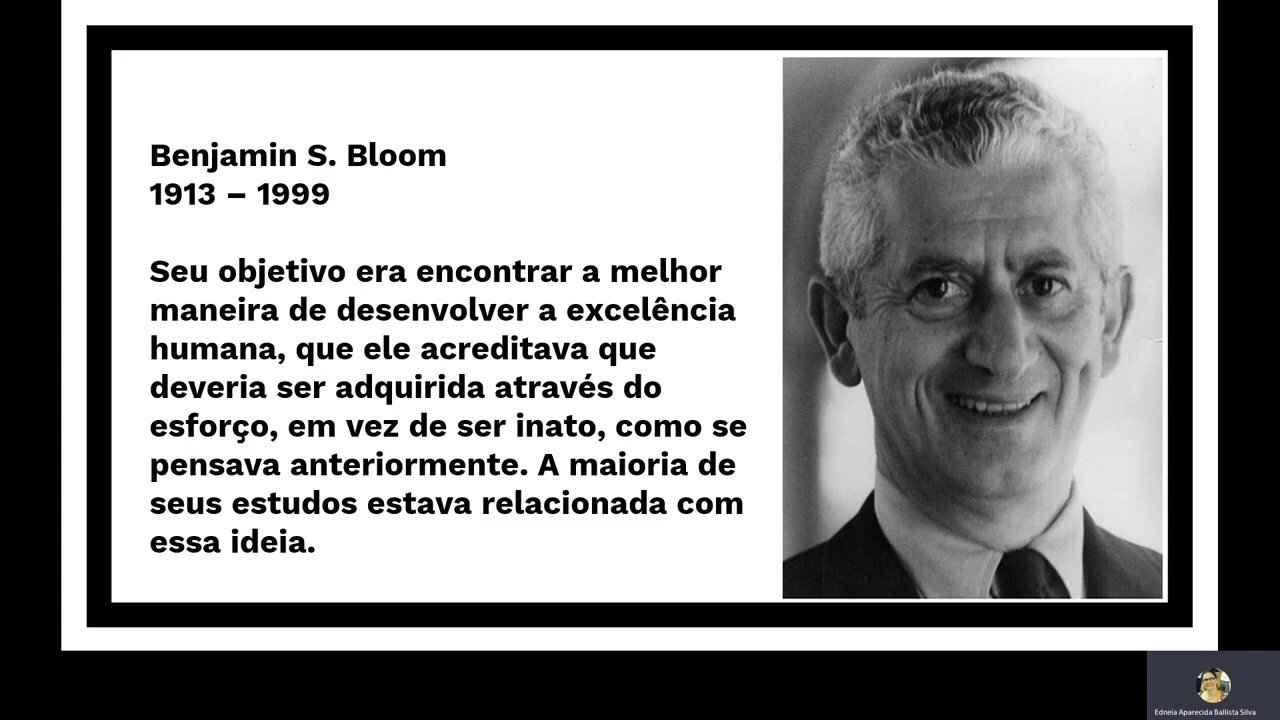 Benjamin S. Bloom
1913 – 1999
Seu objetivo era encontrar a melhor
maneira de desenvolver a excelência
humana, que ele acreditava que
deveria ser adquirida através do
esforço, em vez de ser inato, como se
pensava anteriormente. A maioria de
seus estudos estava relacionada com
essa ideia.
Edneia Aparecida Ballista Silva